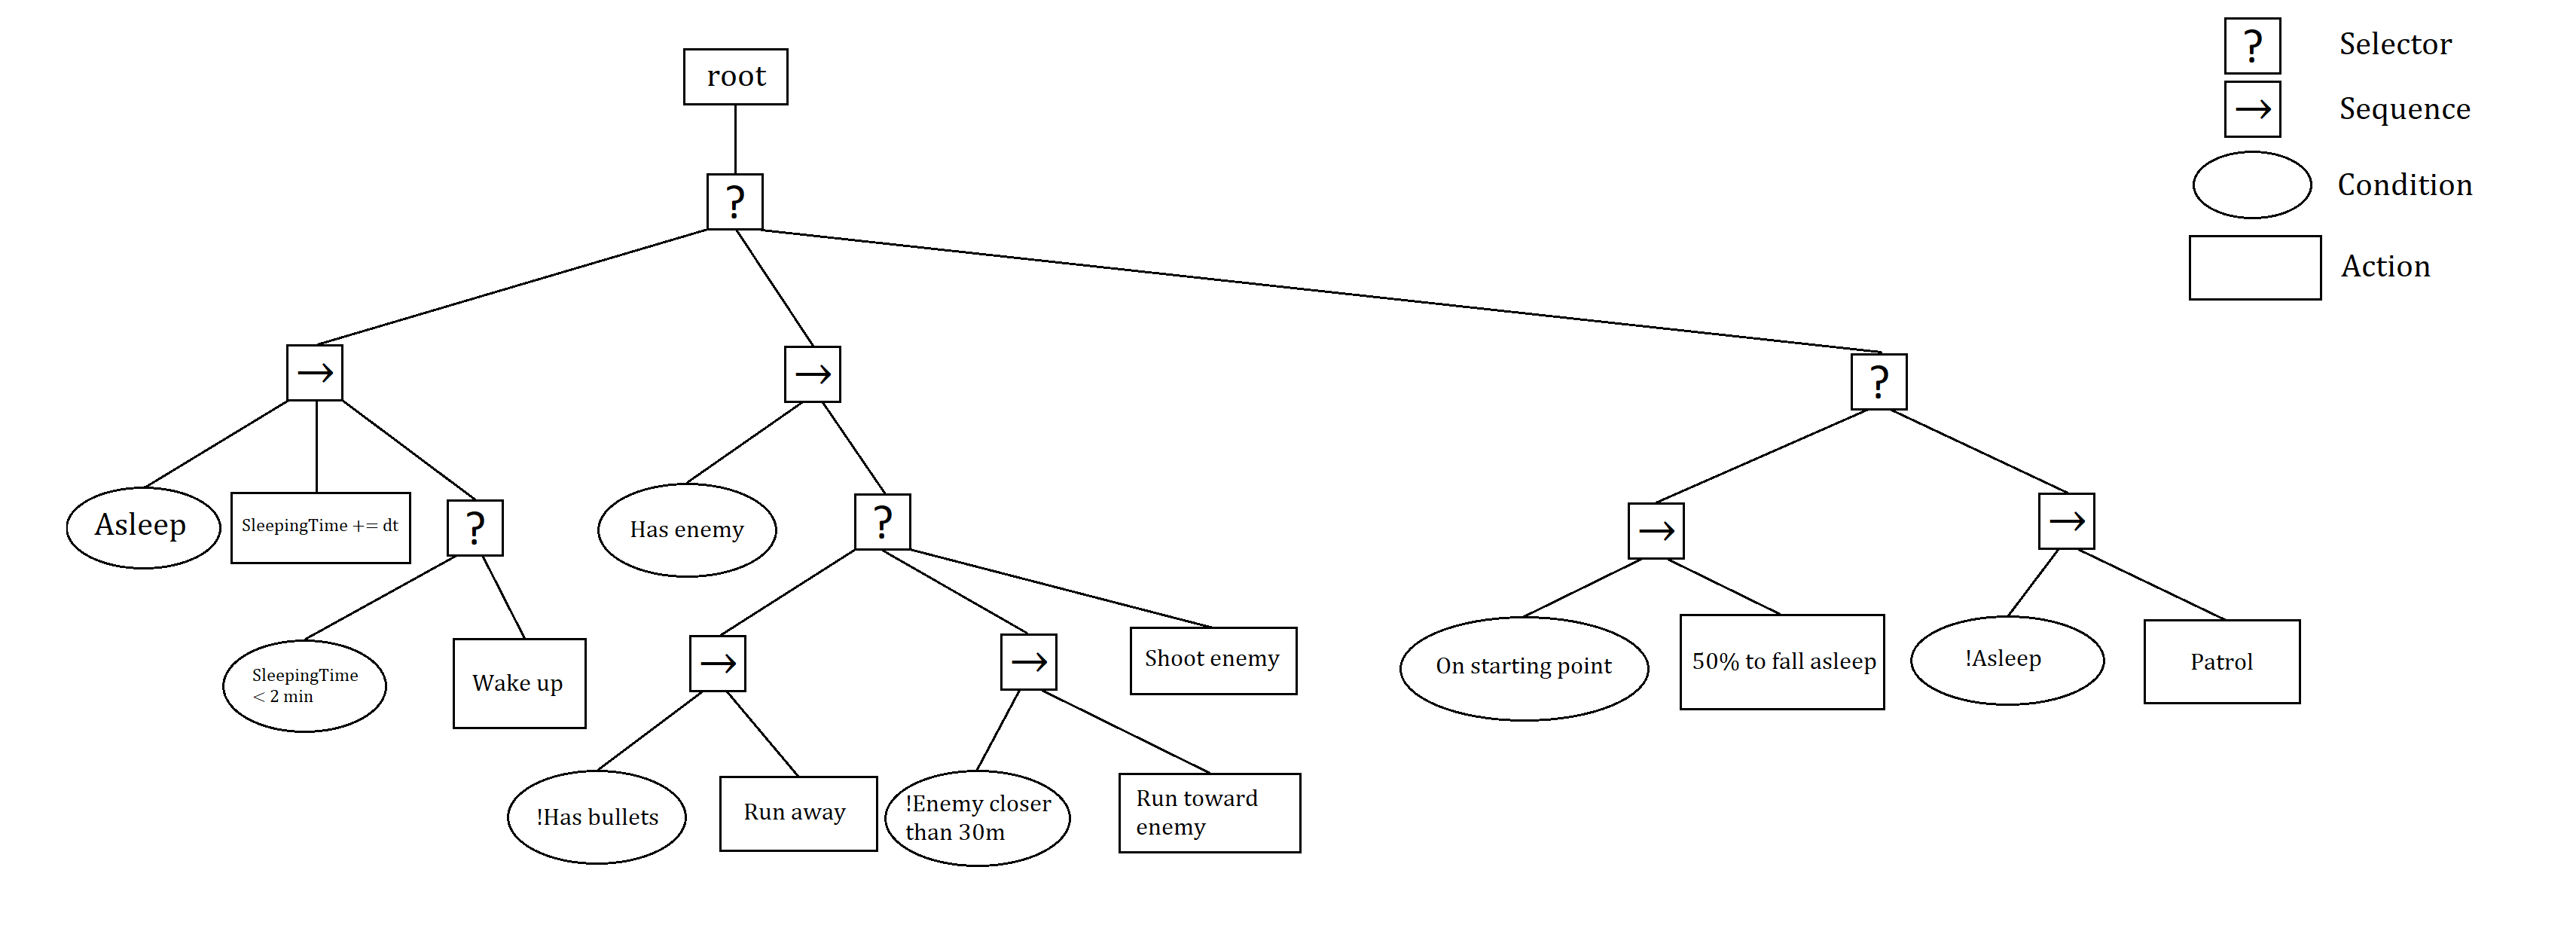 root
?
Selector
→
Sequence
Condition
Action
?
→
→
?
Asleep
SleepingTime += dt
?
Has enemy
?
→
→
SleepingTime
< 2 min
Wake up
→
→
Shoot enemy
On starting point
50% to fall asleep
!Asleep
Patrol
!Has bullets
Run away
!Enemy closer
than 30m
Run toward
enemy